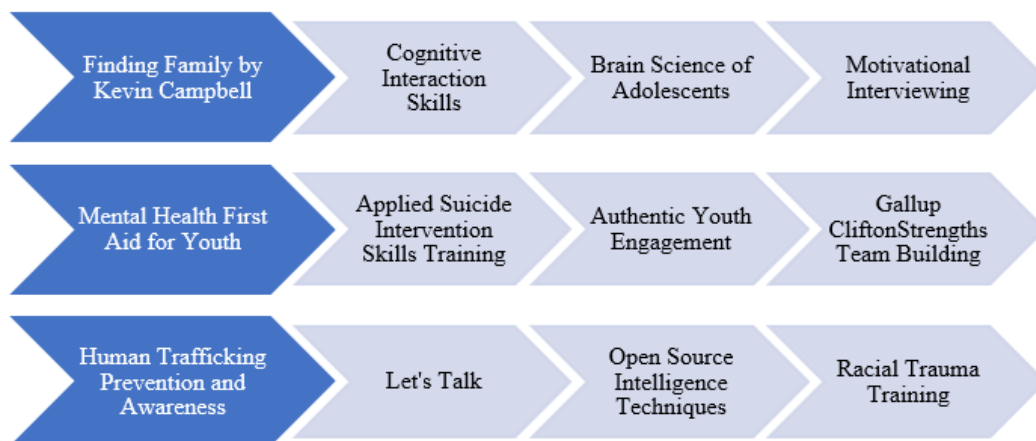 Finding Family by
Kevin Campbell
Cognitive
Interaction
Skills
Brain Science of
Adolescents
Motivational
Interviewing
Mental Health First
Aid for Youth
Applied Suicide
Intervention
Skills Training
Authentic Youth
Engagement
Gallup
CliftonStrengths
Team Building
Human Trafficking
Prevention and
Awareness
Let's Talk
Open Source
Intelligence
Techniques
Racial Trauma
Training